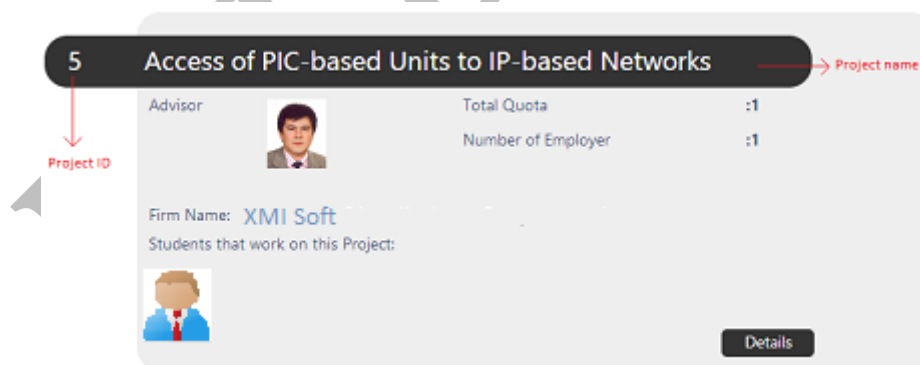 5 Access of PIC-based Units to IP-based Networks
Project name
Advisor Total Quota :1
Number of Employer :1
Project ID
Firm Name: XMI Soft
Students that work on this Project:
Details